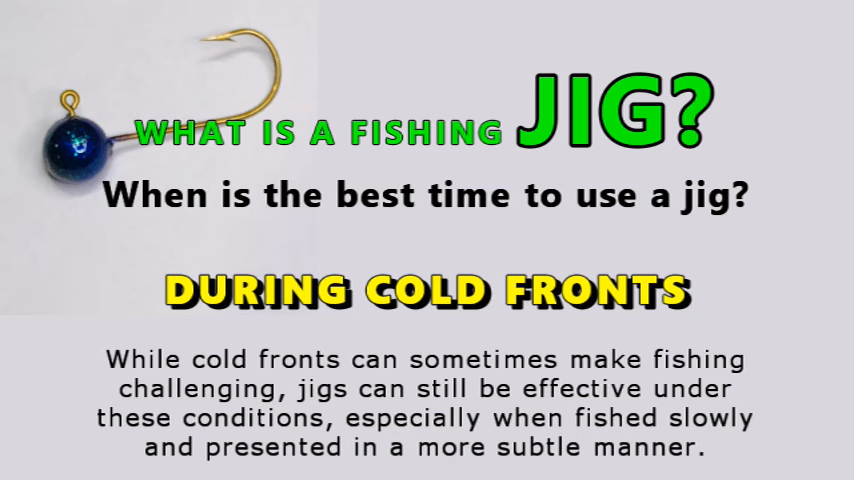 WHAT IS A FISHING JIG?
When is the best time to use a jig?
DURING COLD FRONTS
While cold fronts can sometimes make fishing
challenging, jigs can still be effective under
these conditions, especially when fished slowly
and presented in a more subtle manner.